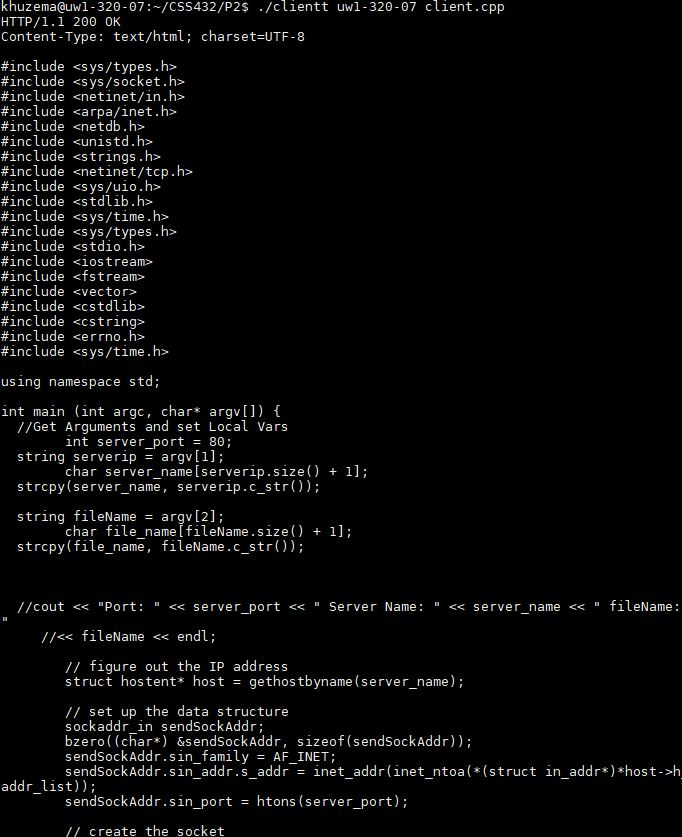 khuzema@uw1-320-07:~/CSS432/P2$ ./clientt uw1-320-07 client.cpp
HTTP/1.1 200 OK
Content-Type: text/html; charset=UTF-8

#include <sys/types.h>
#include <sys/socket.h>
#include <netinet/in.h>
#include <arpa/inet.h>
#include <netdb.h>
#include <unistd.h>
#include <strings.h>
#include <netinet/tcp.h>
#include <sys/uio.h>
#include <stdlib.h>
#include <sys/time.h>
#include <sys/types.h>
#include <stdio.h>
#include <iostream>
#include <fstream>
#include <vector>
#include <cstdlib>
#include <cstring>
#include <errno.h>
#include <sys/time.h>

using namespace std;

int main (int argc, char* argv[]) {
  //Get Arguments and set Local Vars
        int server_port = 80;
  string serverip = argv[1];
        char server_name[serverip.size() + 1];
  strcpy(server_name, serverip.c_str());

  string fileName = argv[2];
        char file_name[fileName.size() + 1];
  strcpy(file_name, fileName.c_str());

  //cout << "Port: " << server_port << " Server Name: " << server_name << " fileName:
"
     //<< fileName << endl;

        // figure out the IP address
        struct hostent* host = gethostbyname(server_name);

        // set up the data structure
        sockaddr_in sendSockAddr;
        bzero((char*) &sendSockAddr, sizeof(sendSockAddr));
        sendSockAddr.sin_family = AF_INET;
        sendSockAddr.sin_addr.s_addr = inet_addr(inet_ntoa(*(struct in_addr*)*host->h_
addr_list));
        sendSockAddr.sin_port = htons(server_port);

        // create the socket